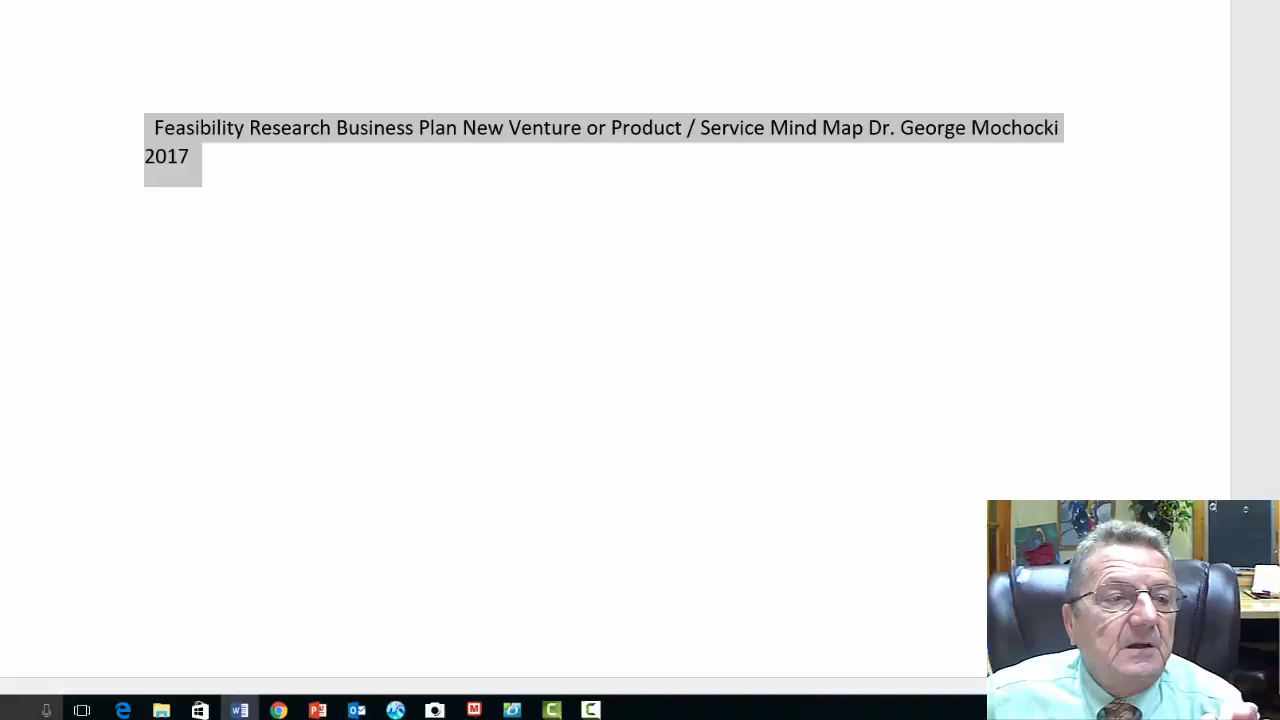 Feasibility Research Business Plan New Venture or Product / Service Mind Map Dr. George Mochocki
2017